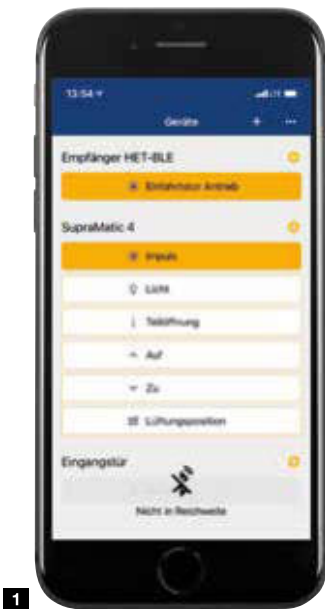 13:54
Geräte + ...
Empfänger HET-BLE
Einfahrtstor Antrieb
SupraMatic 4
Impuls
Licht
Teilöffnung
Auf
Zu
Lüftungsposition
Eingangstür
Nicht in Reichweite
1